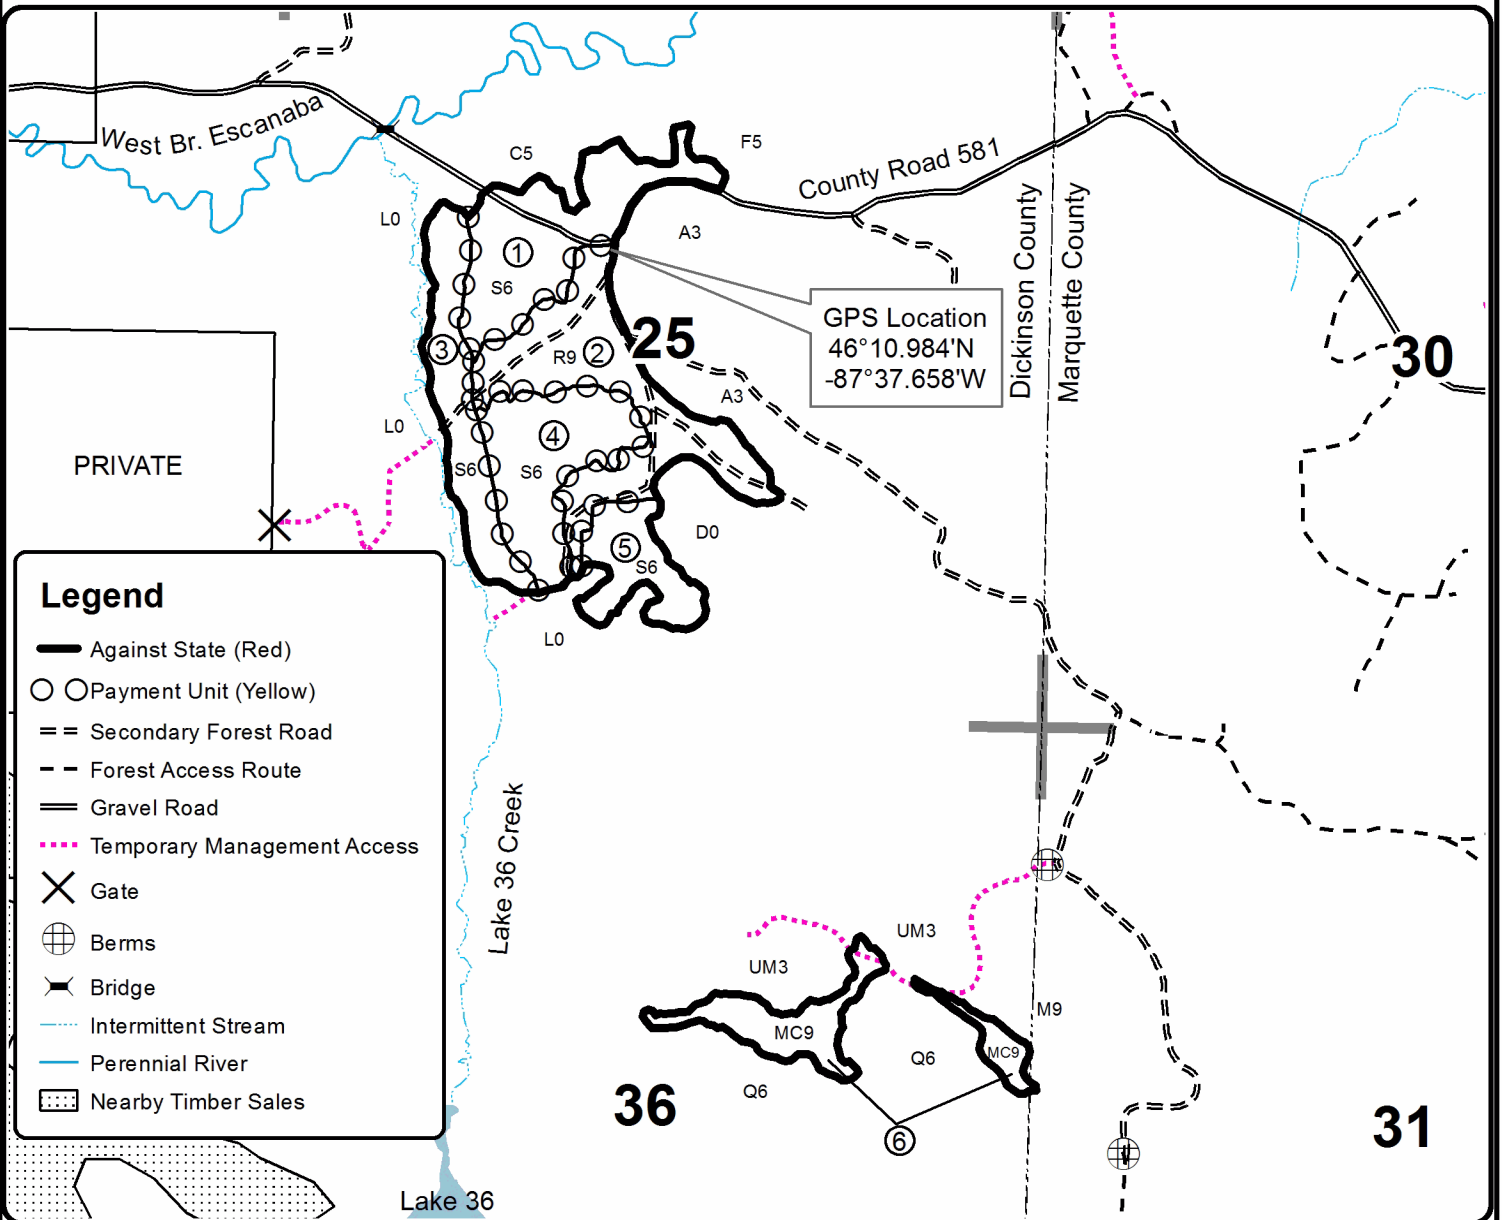 West Br. Escanaba
C5
F5
County Road 581
L0
A3
1
S6
GPS Location
46°10.984'N
-87°37.658'W
Dickinson County
Marquette County
25
30
3
R9
2
A3
L0
4
PRIVATE
S6
S6
D0
5
S6
L0
Legend
Against State (Red)
Payment Unit (Yellow)
Secondary Forest Road
Forest Access Route
Gravel Road
Temporary Management Access
Gate
Berms
Bridge
Intermittent Stream
Perennial River
Nearby Timber Sales
Lake 36 Creek
UM3
UM3
M9
MC9
Q6
MC9
Q6
36
31
6
Lake 36